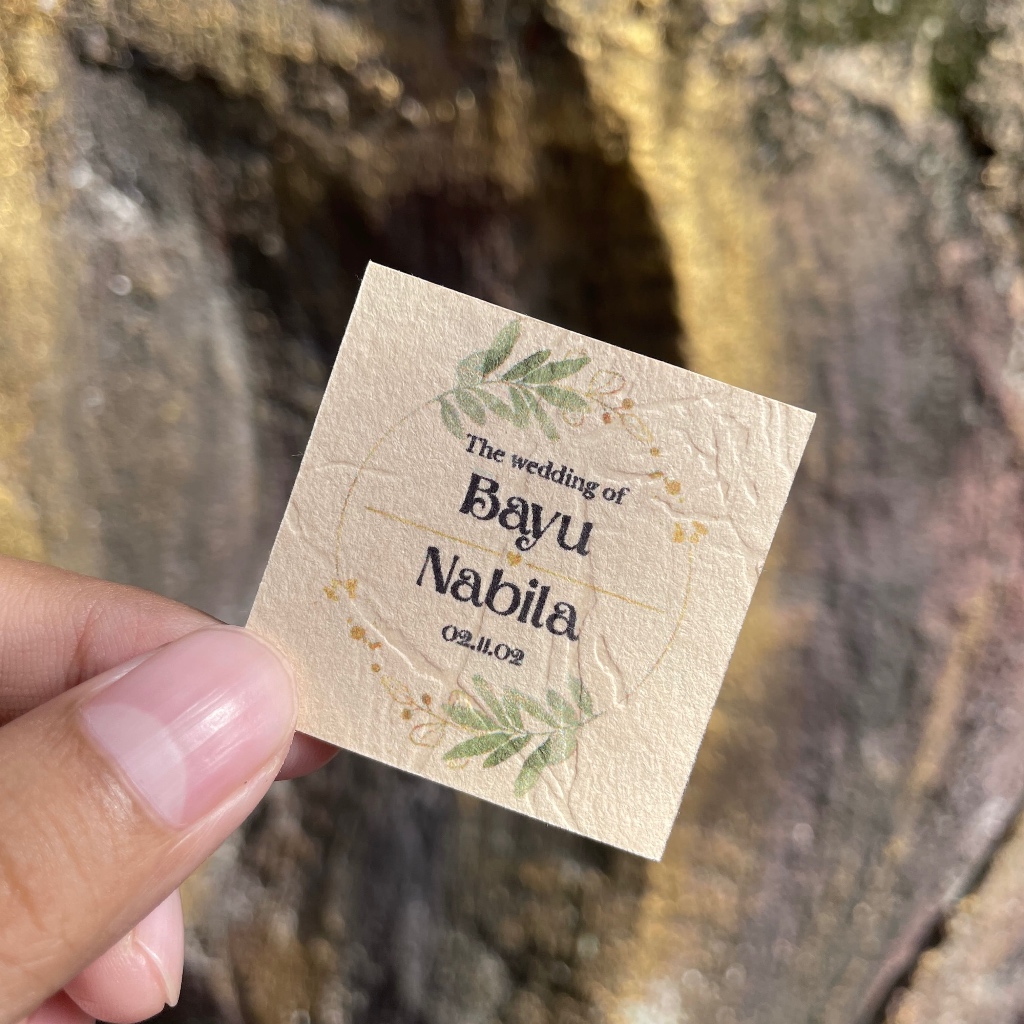 The wedding of
Bayu
Nabila
02.11.02